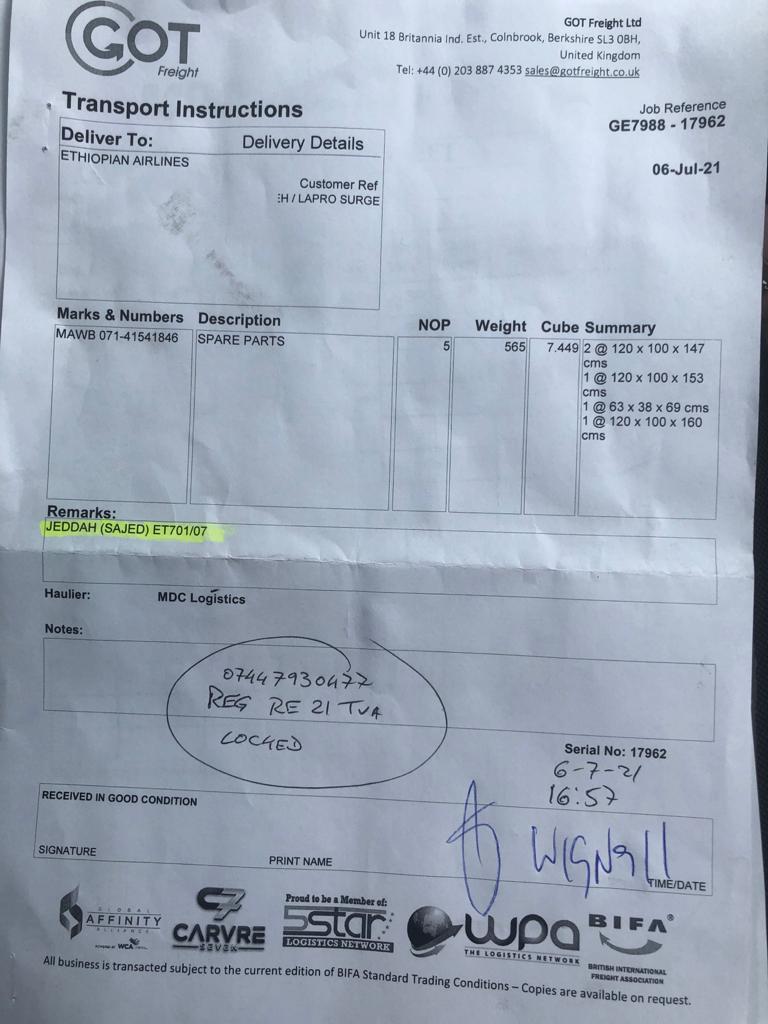 GOT
Freight
GOT Freight Ltd
Unit 18 Britannia Ind. Est., Colnbrook, Berkshire SL3 0BH,
United Kingdom
Tel: +44 (0) 203 887 4353 sales@gotfreight.co.uk
Transport Instructions
Job Reference
GE7988 - 17962
06-Jul-21
Deliver To: Delivery Details
ETHIOPIAN AIRLINES
Customer Ref
H / LAPRO SURGE
Marks & Numbers Description NOP Weight Cube Summary
MAWB 071-41541846 SPARE PARTS 5 565 7.449 2 @ 120 x 100 x 147
cms
1 @ 120 x 100 x 153
cms
1 @ 63 x 38 x 69 cms
1 @ 120 x 100 x 160
cms
Remarks:
JEDDAH (SAJED) ET701/07
Haulier: MDC Logistics
Notes:
07447930477
REG RE 21 TVA
LOCKED
Serial No: 17962
6-7-21
16:57
RECEIVED IN GOOD CONDITION
WIGNall
SIGNATURE PRINT NAME TIME/DATE
GLOBAL
AFFINITY
ALLIANCE
POWERED BY WCA
C7
CARVRE
SEVEN
Proud to be a Member of:
5star
LOGISTICS NETWORK
wpa
THE LOGISTICS NETWORK
BIFA®
BRITISH INTERNATIONAL
FREIGHT ASSOCIATION
All business is transacted subject to the current edition of BIFA Standard Trading Conditions – Copies are available on request.